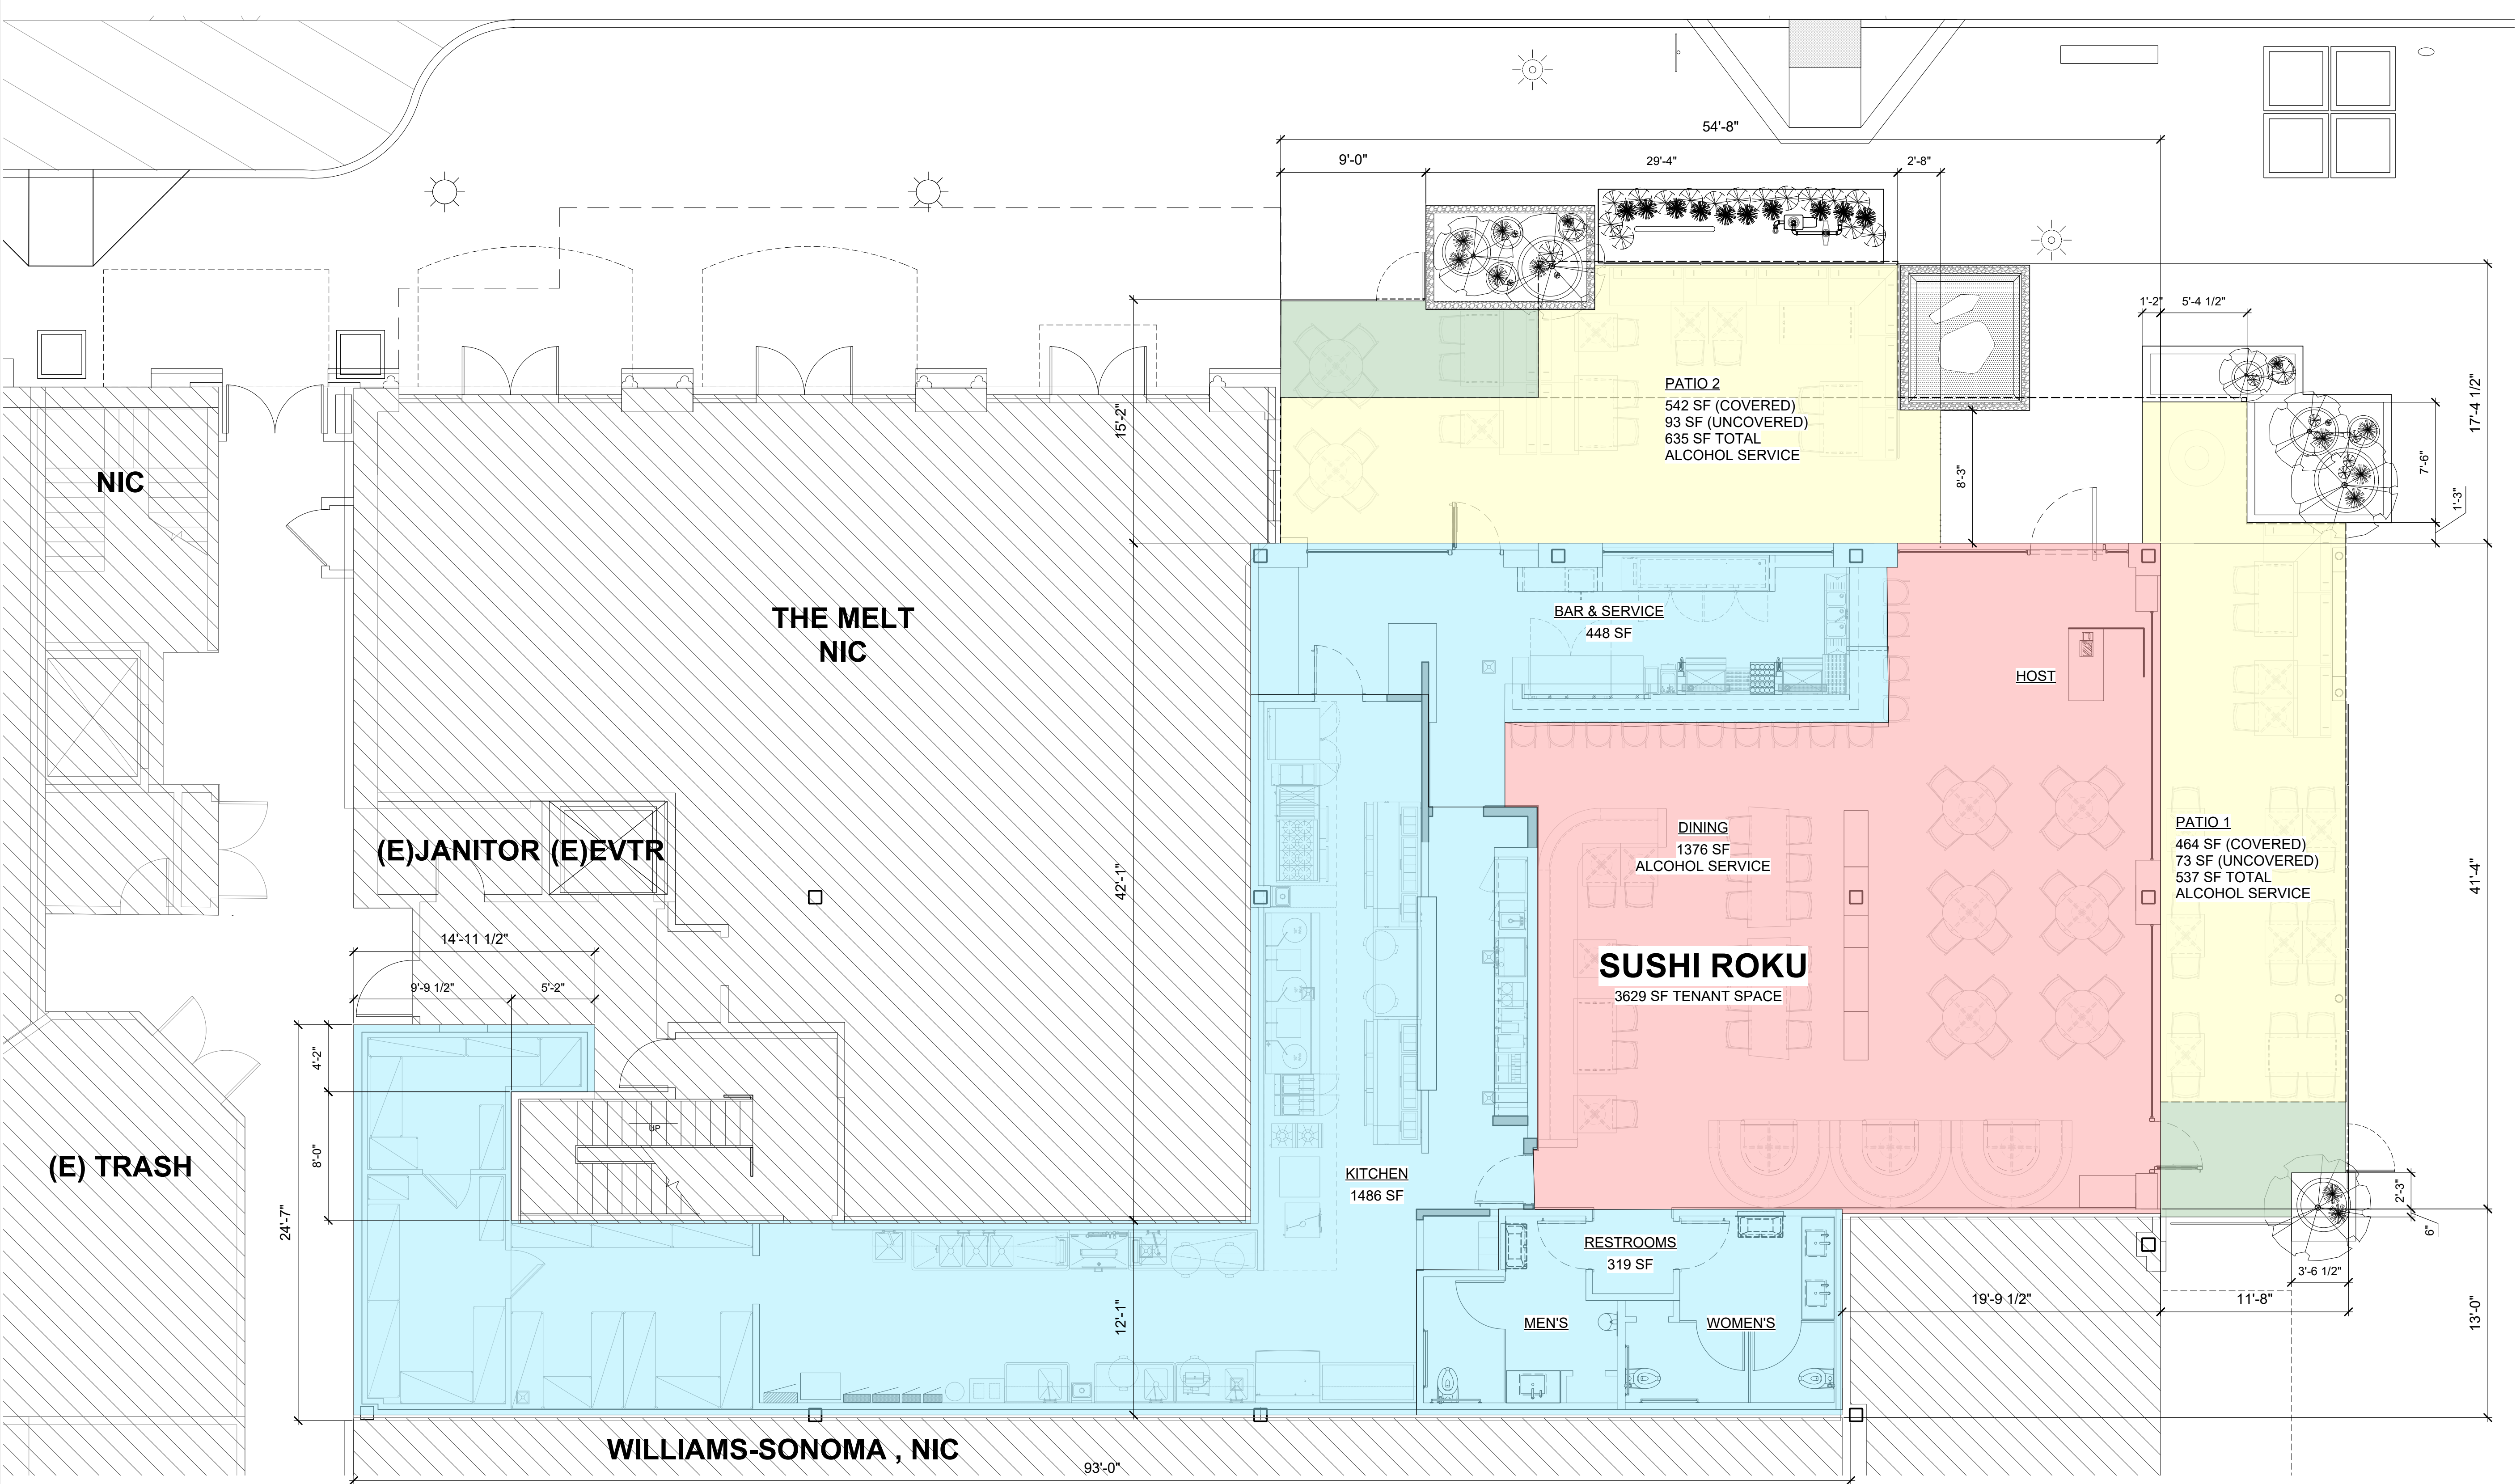 54'-8"
9'-0"
29'-4"
2'-8"
1'-2"
5'-4 1/2"
15'-2"
17'-4 1/2"
PATIO 2
542 SF (COVERED)
93 SF (UNCOVERED)
635 SF TOTAL
ALCOHOL SERVICE
8'-3"
7'-6"
1'-3"
NIC
THE MELT
NIC
BAR & SERVICE
448 SF
HOST
(E)JANITOR
(E)EVTR
42'-1"
DINING
1376 SF
ALCOHOL SERVICE
PATIO 1
464 SF (COVERED)
73 SF (UNCOVERED)
537 SF TOTAL
ALCOHOL SERVICE
41'-4"
14'-11 1/2"
9'-9 1/2"
5'-2"
SUSHI ROKU
3629 SF TENANT SPACE
4'-2"
8'-0"
24'-7"
UP
(E) TRASH
KITCHEN
1486 SF
RESTROOMS
319 SF
2'-3"
6"
3'-6 1/2"
19'-9 1/2"
11'-8"
12'-1"
MEN'S
WOMEN'S
13'-0"
WILLIAMS-SONOMA , NIC
93'-0"